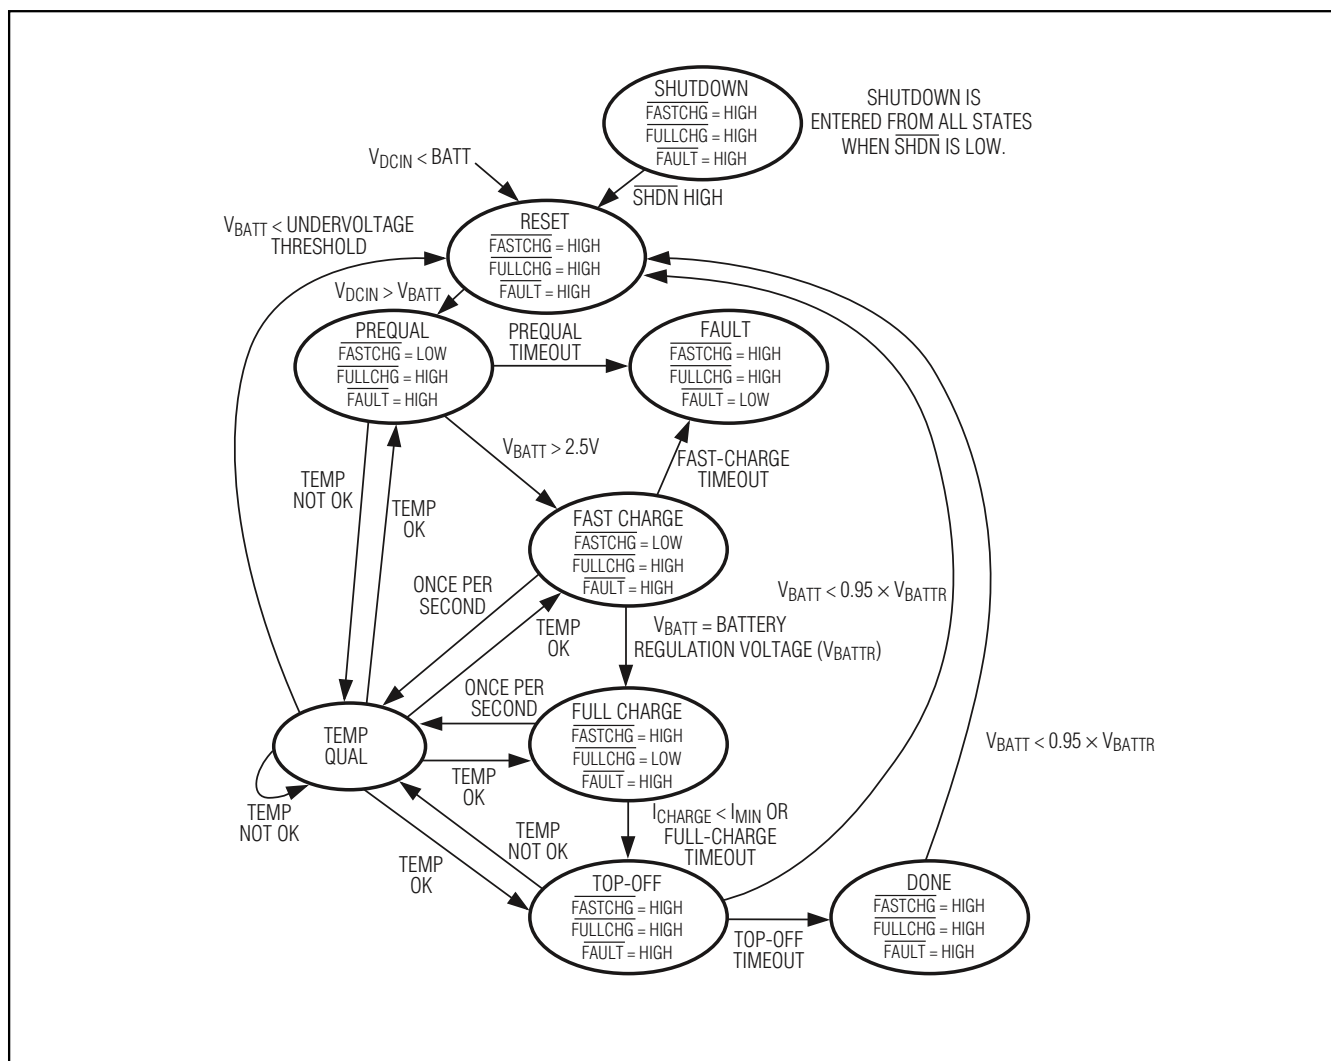 SHUTDOWN
FASTCHG = HIGH
FULLCHG = HIGH
FAULT = HIGH
SHUTDOWN IS
ENTERED FROM ALL STATES
WHEN SHDN IS LOW.
VDCIN < BATT
SHDN HIGH
VBATT < UNDERVOLTAGE
THRESHOLD
RESET
FASTCHG = HIGH
FULLCHG = HIGH
FAULT = HIGH
VDCIN > VBATT
PREQUAL
FASTCHG = LOW
FULLCHG = HIGH
FAULT = HIGH
PREQUAL
TIMEOUT
FAULT
FASTCHG = HIGH
FULLCHG = HIGH
FAULT = LOW
VBATT > 2.5V
FAST-CHARGE
TIMEOUT
TEMP
NOT OK
TEMP
OK
FAST CHARGE
FASTCHG = LOW
FULLCHG = HIGH
FAULT = HIGH
ONCE PER
SECOND
TEMP
OK
VBATT < 0.95 × VBATTR
VBATT = BATTERY
REGULATION VOLTAGE (VBATTR)
ONCE PER
SECOND
FULL CHARGE
FASTCHG = HIGH
FULLCHG = LOW
FAULT = HIGH
TEMP
QUAL
VBATT < 0.95 × VBATTR
TEMP
OK
TEMP
NOT OK
ICHARGE < IMIN OR
FULL-CHARGE
TIMEOUT
TEMP
NOT OK
TEMP
OK
TOP-OFF
FASTCHG = HIGH
FULLCHG = HIGH
FAULT = HIGH
TOP-OFF
TIMEOUT
DONE
FASTCHG = HIGH
FULLCHG = HIGH
FAULT = HIGH